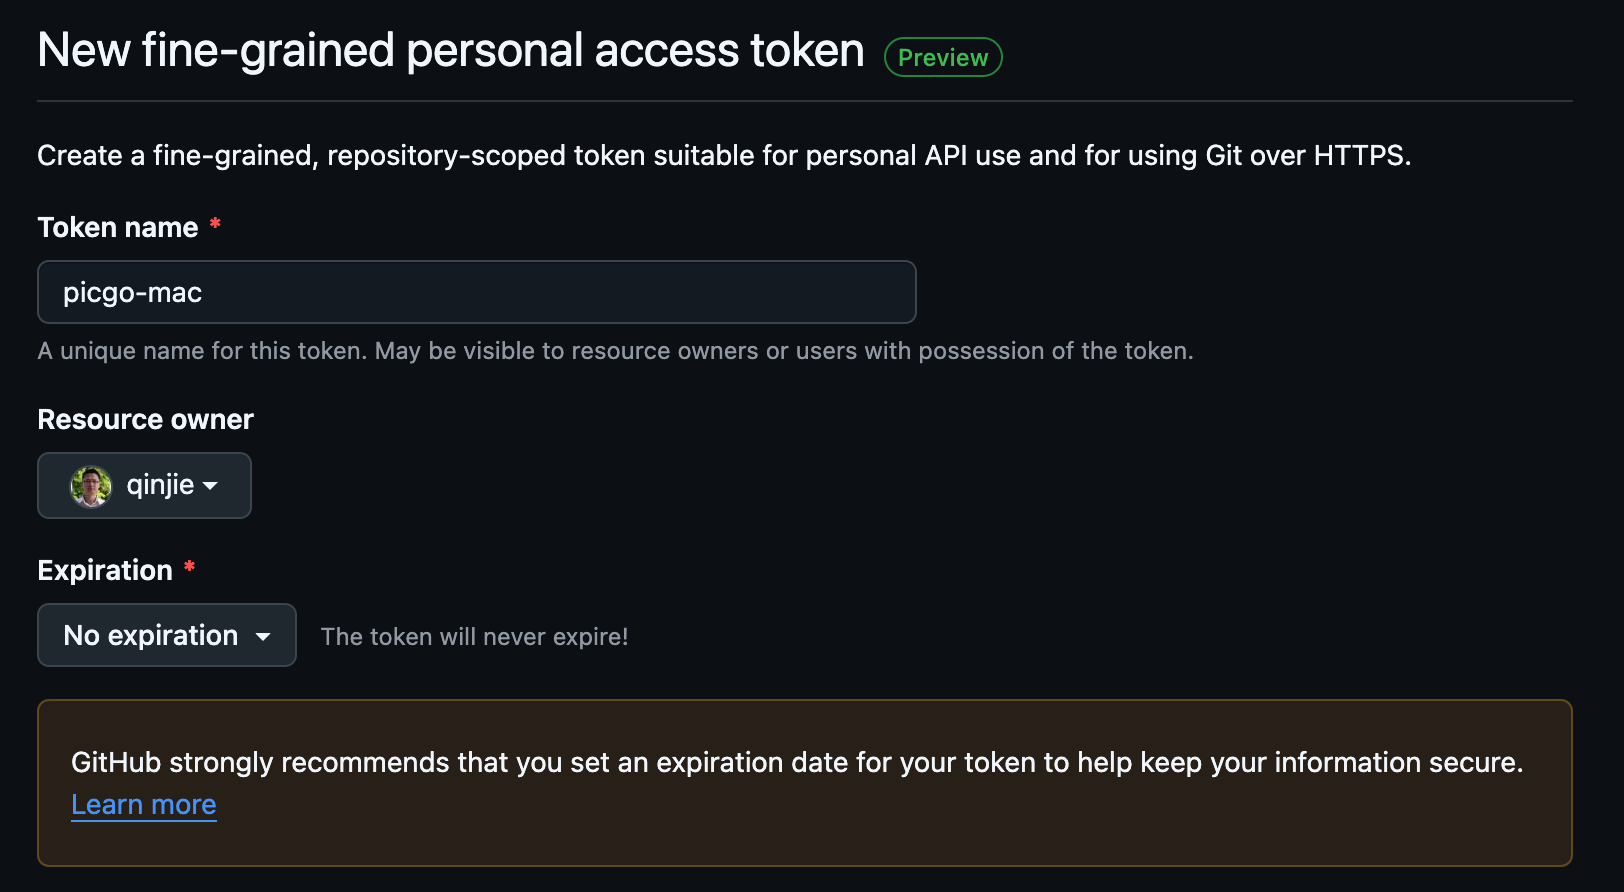 New fine-grained personal access token Preview
Create a fine-grained, repository-scoped token suitable for personal API use and for using Git over HTTPS.
Token name *
picgo-mac
A unique name for this token. May be visible to resource owners or users with possession of the token.
Resource owner
qinjie
Expiration *
No expiration The token will never expire!
GitHub strongly recommends that you set an expiration date for your token to help keep your information secure.
Learn more